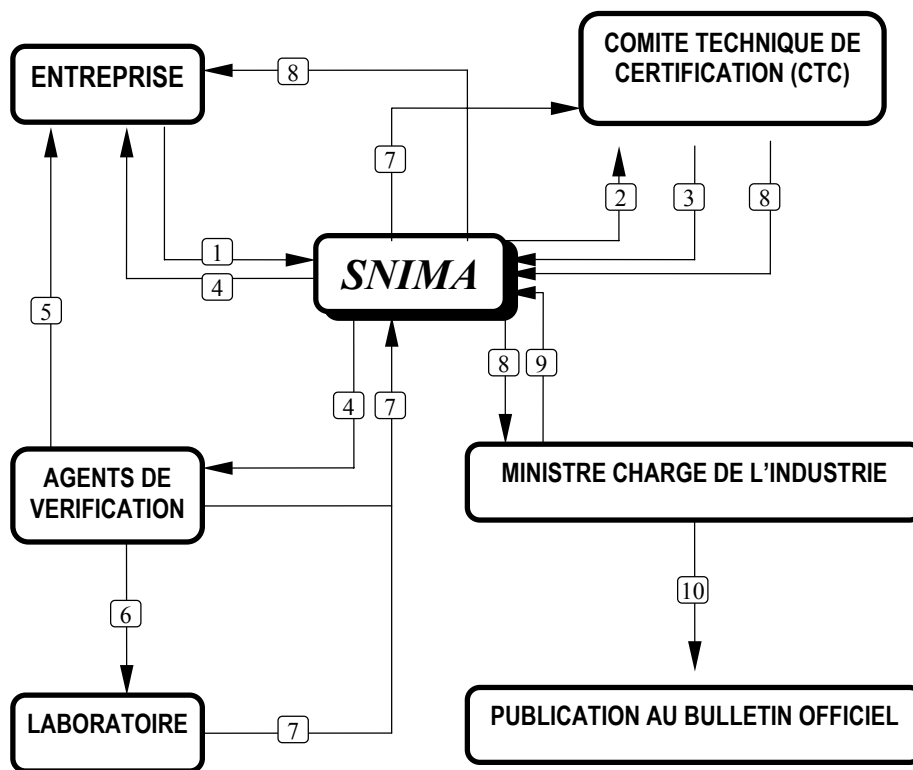 COMITE TECHNIQUE DE
CERTIFICATION (CTC)
ENTREPRISE
8
7
2
3
8
1
SNIMA
4
5
8
9
4
7
AGENTS DE
VERIFICATION
MINISTRE CHARGE DE L'INDUSTRIE
10
6
LABORATOIRE
7
PUBLICATION AU BULLETIN OFFICIEL